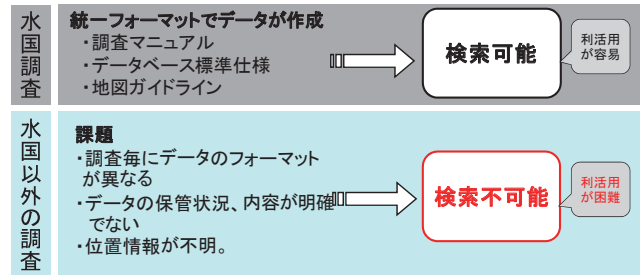 水国調査
統一フォーマットでデータが作成
・調査マニュアル
・データベース標準仕様
・地図ガイドライン
検索可能
利活用
が容易
水国以外の調査
課題
・調査毎にデータのフォーマット
が異なる
・データの保管状況、内容が明確
でない
・位置情報が不明。
検索不可能
利活用
が困難